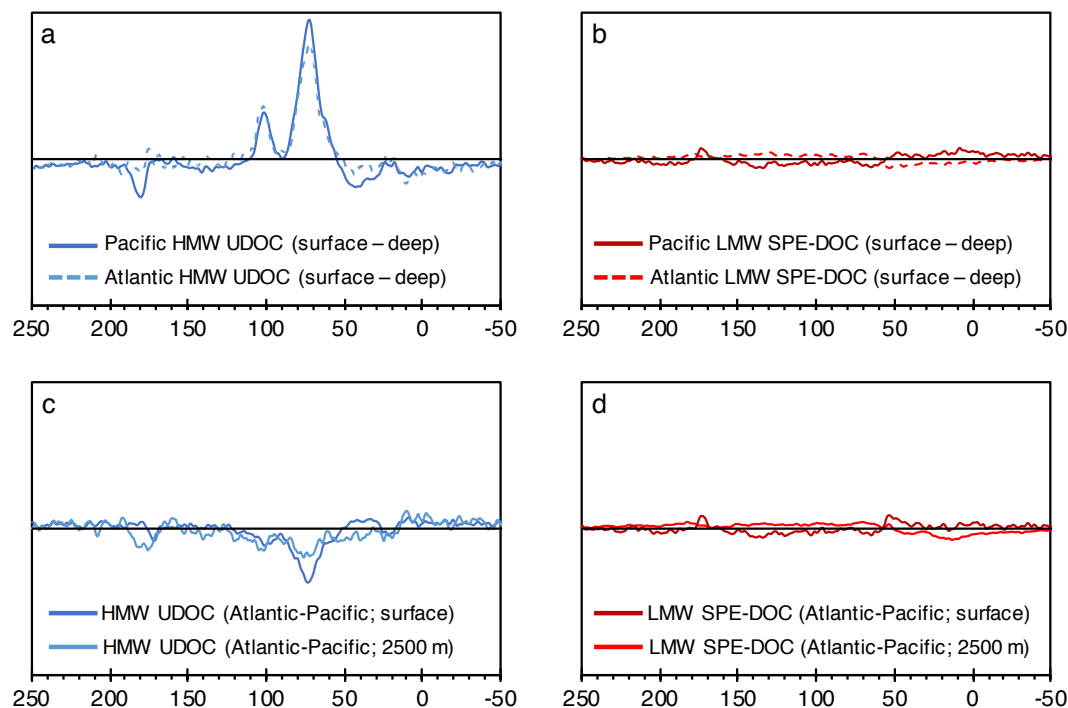 a
Pacific HMW UDOC (surface – deep)
Atlantic HMW UDOC (surface – deep)
250 200 150 100 50 0 -50
b
Pacific LMW SPE-DOC (surface – deep)
Atlantic LMW SPE-DOC (surface – deep)
250 200 150 100 50 0 -50
c
HMW UDOC (Atlantic-Pacific; surface)
HMW UDOC (Atlantic-Pacific; 2500 m)
250 200 150 100 50 0 -50
d
LMW SPE-DOC (Atlantic-Pacific; surface)
LMW SPE-DOC (Atlantic-Pacific; 2500 m)
250 200 150 100 50 0 -50